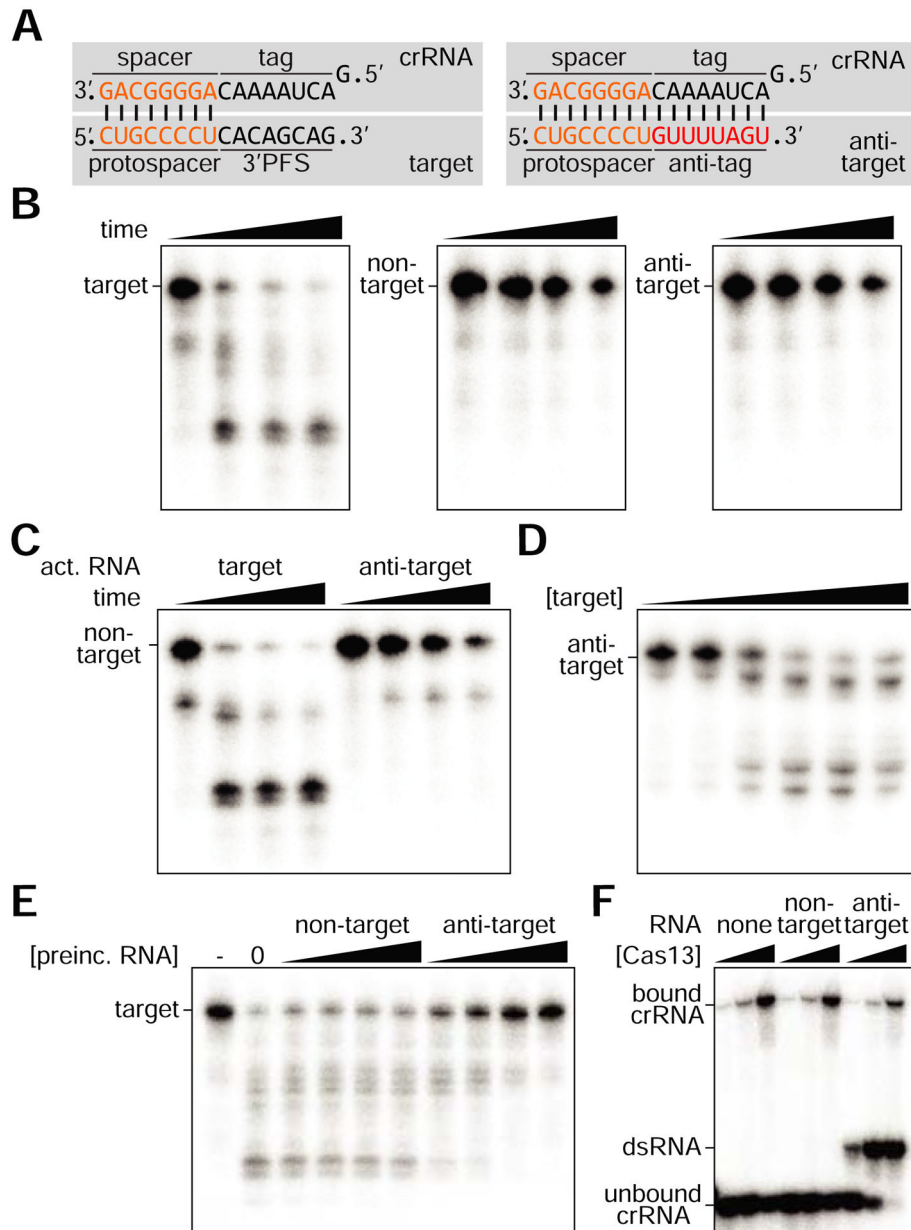 A
spacer tag crRNA
3'. GACGGGGACAAAAUCA G.5'
5'. CUGCCCCUCACAGCAG.3'
protospacer 3'PFS target
spacer tag crRNA
3'. GACGGGGACAAAAUCA G.5'
5'. CUGCCCCUGUUUUAGU.3'
protospacer anti-tag anti-
target
B
time
target
non-
target
anti-
target
C
act. RNA target anti-target
time
non-
target
D
[target]
anti-
target
E
non-target anti-target
[preinc. RNA] - 0
target
F
RNA none non-
target anti-
target
[Cas13]
bound
crRNA
dsRNA
unbound
crRNA